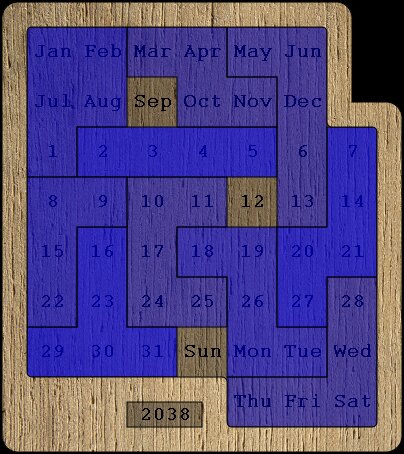 Jan Feb Mar Apr May Jun
Jul Aug Sep Oct Nov Dec
1 2 3 4 5 6 7
8 9 10 11 12 13 14
15 16 17 18 19 20 21
22 23 24 25 26 27 28
29 30 31 Sun Mon Tue Wed
Thu Fri Sat
2038